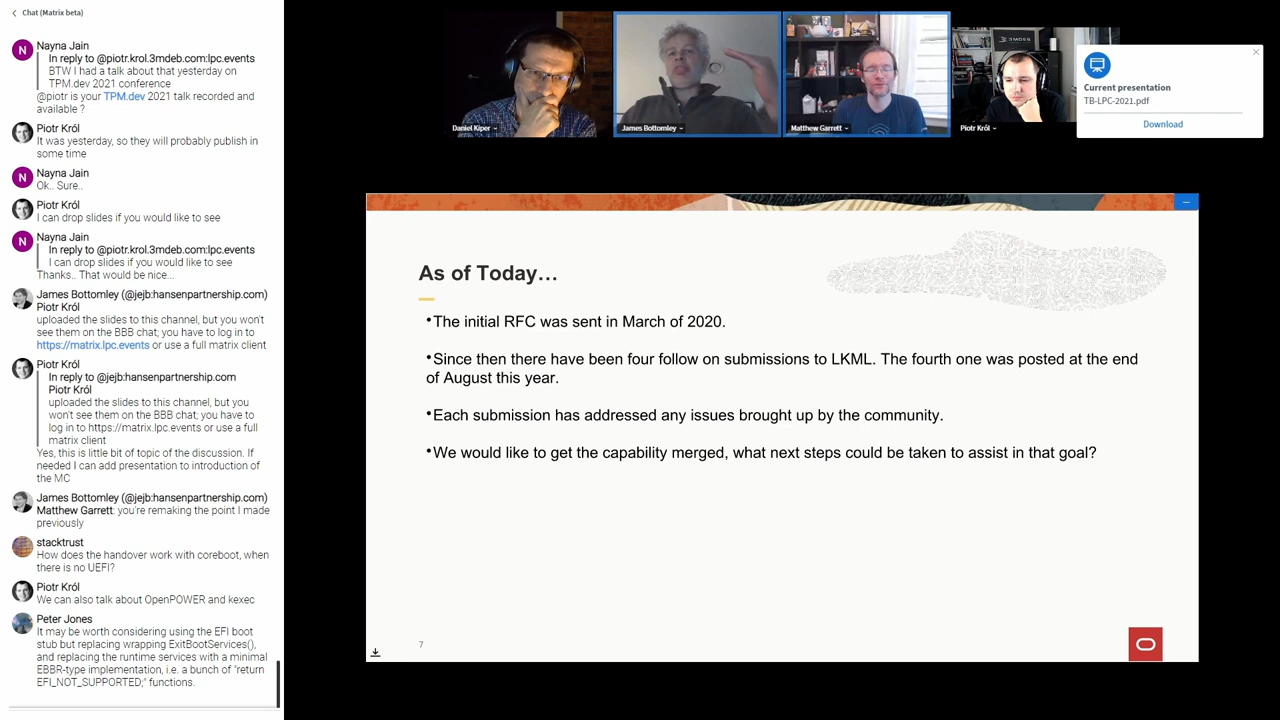 Chat (Matrix beta)
N
Nayna Jain
In reply to @piotr.krol.3mdeb.com:lpc.events
BTW I had a talk about that yesterday on
TPM.dev 2021 conference
@piotr is your TPM.dev 2021 talk recorded and
available ?
Piotr Król
It was yesterday, so they will probably publish in
some time
N
Nayna Jain
Ok.. Sure..
Piotr Król
I can drop slides if you would like to see
N
Nayna Jain
In reply to @piotr.krol.3mdeb.com:lpc.events
I can drop slides if you would like to see
Thanks.. That would be nice...
James Bottomley (@jejb:hansenpartnership.com)
Piotr Król
uploaded the slides to this channel, but you won't
see them on the BBB chat; you have to log in to
https://matrix.lpc.events or use a full matrix client
Piotr Król
In reply to @jejb:hansenpartnership.com
Piotr Król
uploaded the slides to this channel, but you
won't see them on the BBB chat; you have to
log in to https://matrix.lpc.events or use a full
matrix client
Yes, this is little bit of topic of the discussion. If
needed I can add presentation to introduction of
the MC
James Bottomley (@jejb:hansenpartnership.com)
Matthew Garrett: you're remaking the point I made
previously
stacktrust
How does the handover work with coreboot, when
there is no UEFI?
Piotr Król
We can also talk about OpenPOWER and kexec
Peter Jones
It may be worth considering using the EFI boot
stub but replacing wrapping ExitBootServices(),
and replacing the runtime services with a minimal
EBBR-type implementation, i.e. a bunch of "return
EFI_NOT_SUPPORTED;" functions.
Daniel Kiper
James Bottomley
Matthew Garrett
3MDEB
Piotr Król
Current presentation
TB-LPC-2021.pdf
Download
As of Today…
•The initial RFC was sent in March of 2020.
•Since then there have been four follow on submissions to LKML. The fourth one was posted at the end
of August this year.
•Each submission has addressed any issues brought up by the community.
•We would like to get the capability merged, what next steps could be taken to assist in that goal?
7